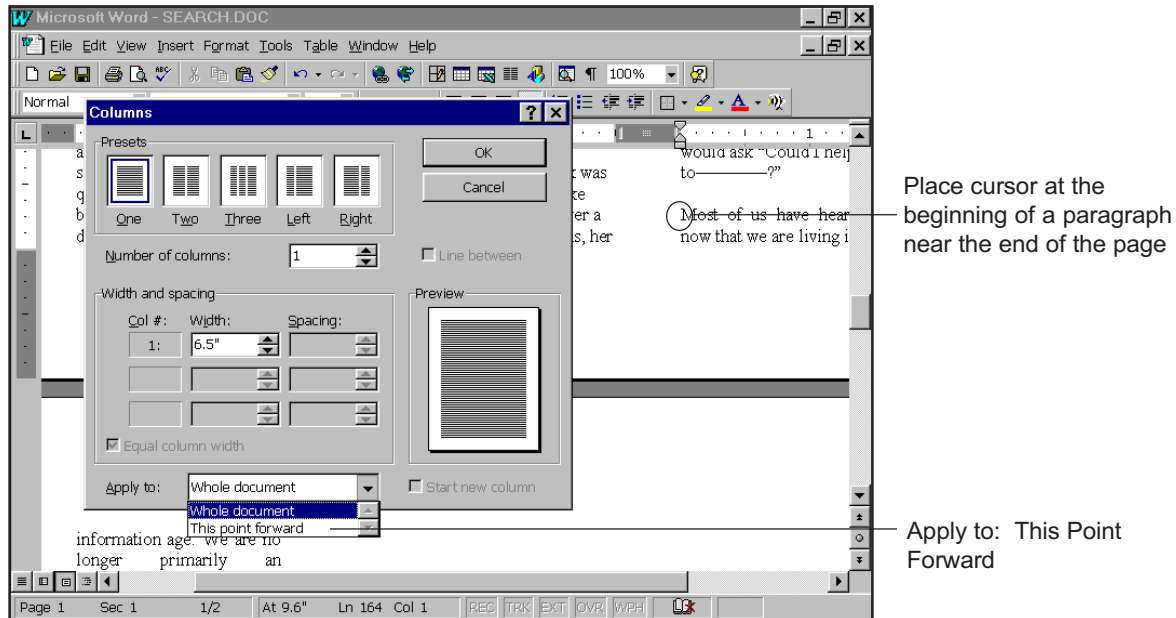 Microsoft Word - SEARCH.DOC
File Edit View Insert Format Tools Table Window Help
100%
Normal
Columns
L
1
Presets
One Two Three Left Right
OK
Cancel
Number of columns: 1
Line between
Width and spacing
Col #: Width: Spacing:
1: 6.5"
Equal column width
Preview
Apply to: Whole document
Start new column
Whole document
This point forward
would ask “Could I help
was to————?”
er a Most of us have hear
s, her now that we are living i
information age. We are no
longer primarily an
Page 1 Sec 1 1/2 At 9.6" Ln 164 Col 1 REC TRK EXT OVR WPH
Place cursor at the
beginning of a paragraph
near the end of the page
Apply to: This Point
Forward